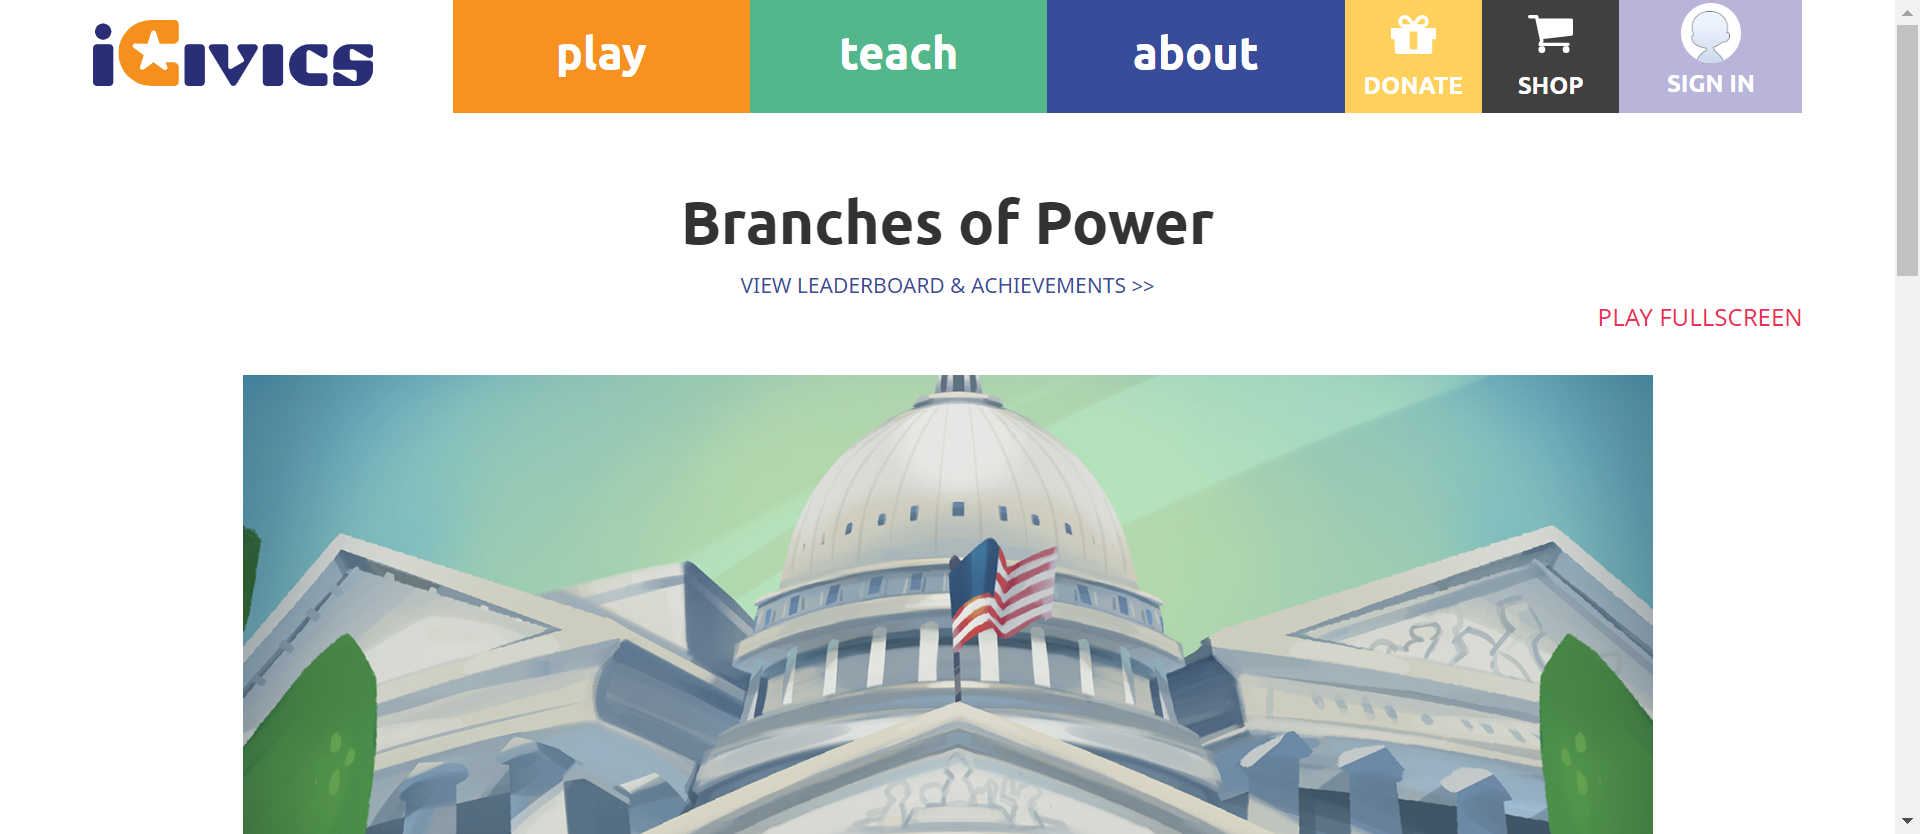 iCivics
play
teach
about
DONATE
SHOP
SIGN IN
Branches of Power
VIEW LEADERBOARD & ACHIEVEMENTS >>
PLAY FULLSCREEN